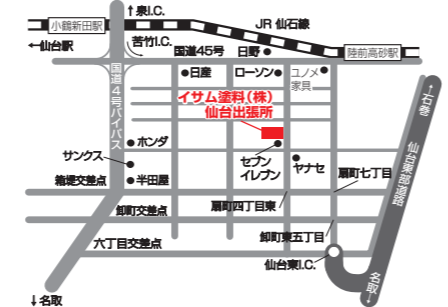 ↑泉I.C.
小鶴新田駅
JR 仙石線
←仙台駅
苦竹I.C.
国道45号
日野
陸前高砂駅
国道4号バイパス
日産
ローソン
ユノメ
家具
イサム塗料(株)
仙台出張所
石巻
ホンダ
サンクス
セブン
イレブン
ヤナセ
仙台東部道路
箱堤交差点
半田屋
扇町七丁目
扇町四丁目東
卸町交差点
卸町東五丁目
六丁目交差点
仙台東I.C.
名取
↓名取